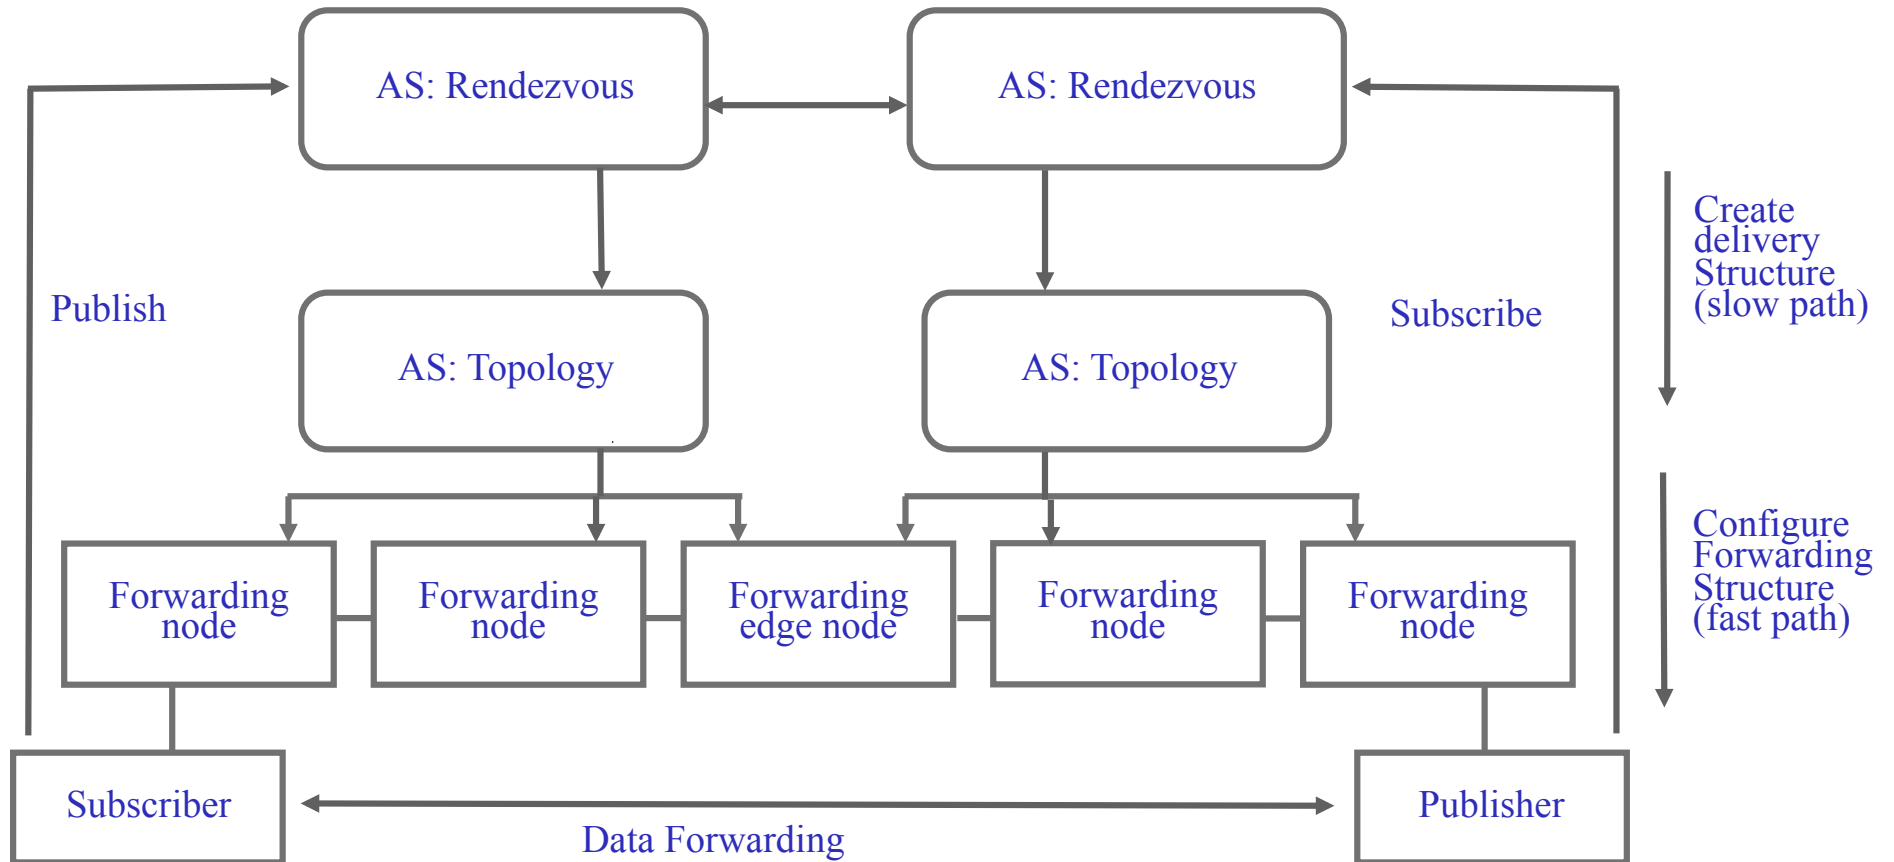 AS: Rendezvous
AS: Rendezvous
Publish
Subscribe
Create
delivery
Structure
(slow path)
AS: Topology
AS: Topology
Configure
Forwarding
Structure
(fast path)
Forwarding
node
Forwarding
node
Forwarding
edge node
Forwarding
node
Forwarding
node
Subscriber
Data Forwarding
Publisher